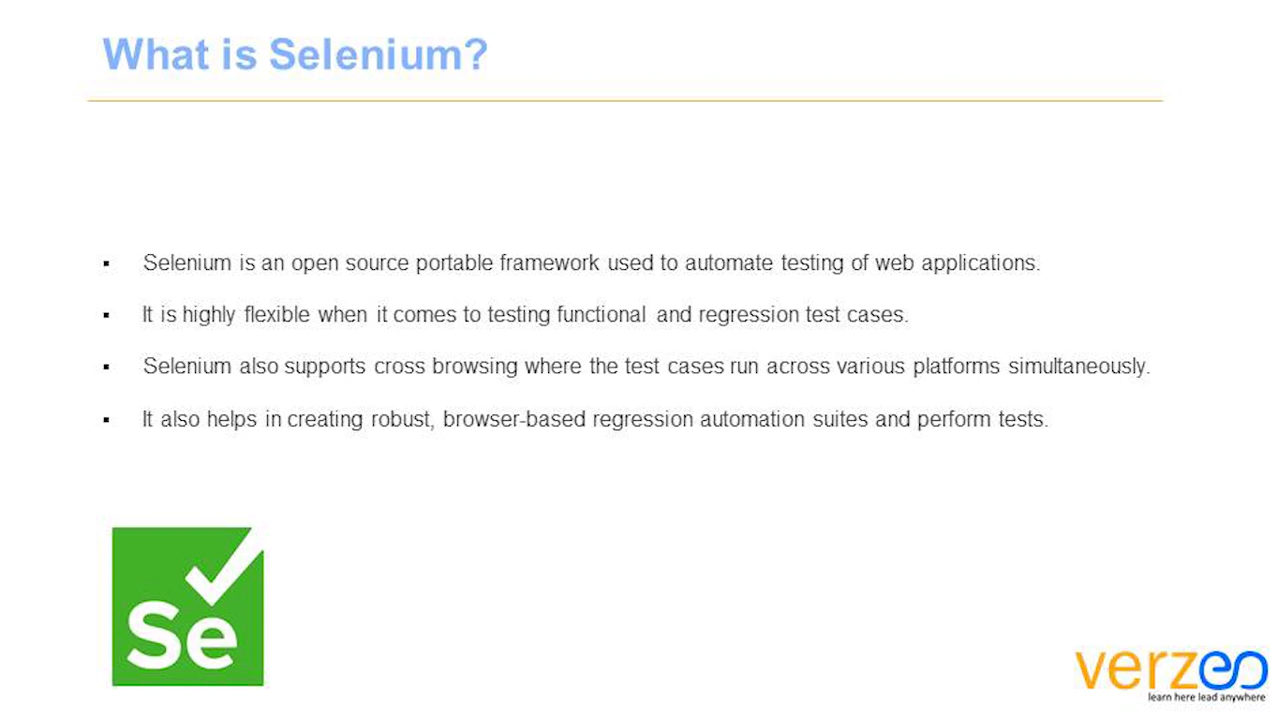 What is Selenium?
▪ Selenium is an open source portable framework used to automate testing of web applications.
▪ It is highly flexible when it comes to testing functional and regression test cases.
▪ Selenium also supports cross browsing where the test cases run across various platforms simultaneously.
▪ It also helps in creating robust, browser-based regression automation suites and perform tests.
Se
verzeo
learn here lead anywhere